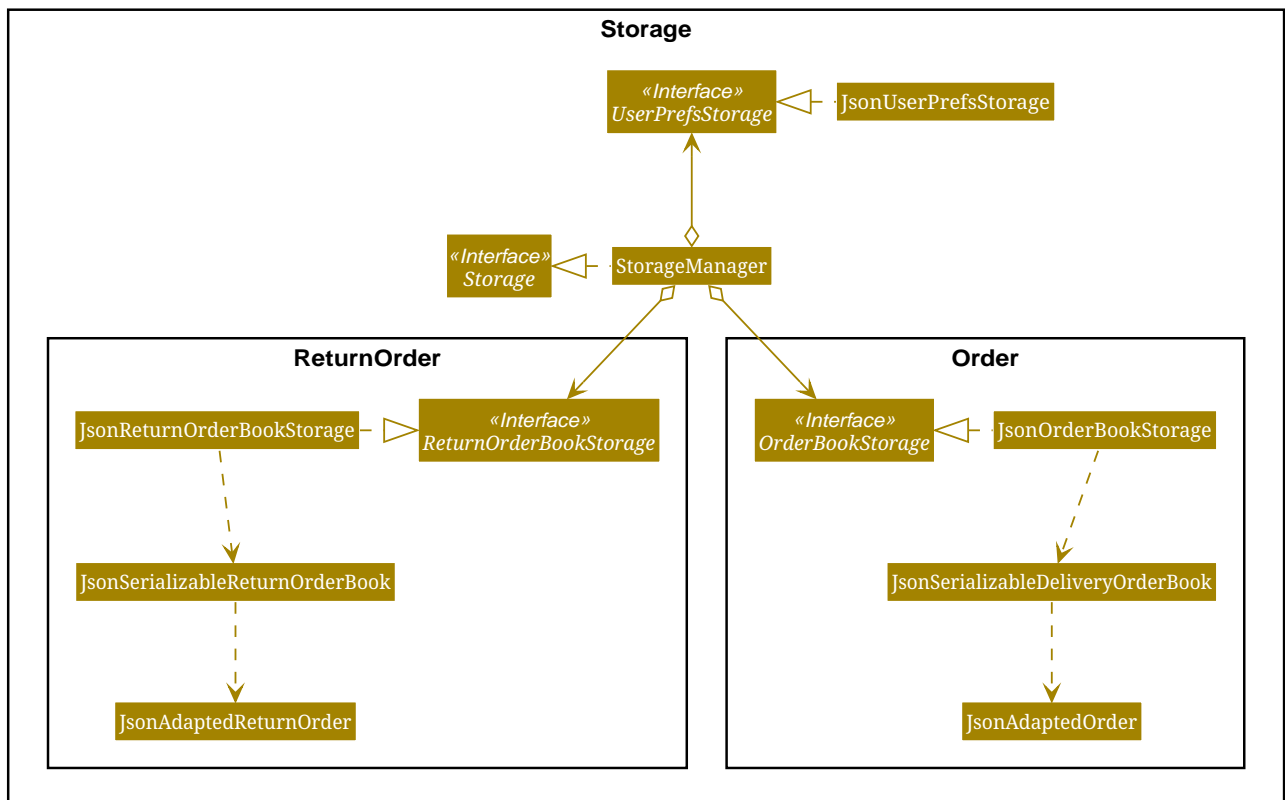 Storage
«Interface»
UserPrefsStorage
JsonUserPrefsStorage
«Interface»
Storage
StorageManager
ReturnOrder
JsonReturnOrderBookStorage
«Interface»
ReturnOrderBookStorage
JsonSerializableReturnOrderBook
JsonAdaptedReturnOrder
Order
«Interface»
OrderBookStorage
JsonOrderBookStorage
JsonSerializableDeliveryOrderBook
JsonAdaptedOrder